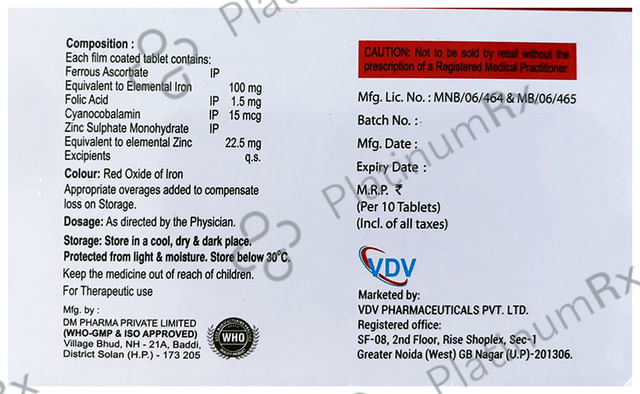 Composition :
Each film coated tablet contains:
Ferrous Ascorbate IP
Equivalent to Elemental Iron 100 mg
Folic Acid IP 1.5 mg
Cyanocobalamin IP 15 mcg
Zinc Sulphate Monohydrate IP
Equivalent to elemental Zinc 22.5 mg
Excipients q.s.
Colour: Red Oxide of Iron
Appropriate overages added to compensate
loss on Storage.
Dosage: As directed by the Physician.
Storage: Store in a cool, dry & dark place.
Protected from light & moisture. Store below 30°C.
Keep the medicine out of reach of children.
For Therapeutic use
Mfg. by :
DM PHARMA PRIVATE LIMITED
(WHO-GMP & ISO APPROVED)
Village Bhud, NH - 21A, Baddi,
District Solan (H.P.) - 173 205
WHO
CAUTION: Not to be sold by retail without the
prescription of a Registered Medical Practitioner.
Mfg. Lic. No. : MNB/06/464 & MB/06/465
Batch No. :
Mfg. Date :
Expiry Date :
M.R.P. ₹
(Per 10 Tablets)
(Incl. of all taxes)
VDV
Marketed by:
VDV PHARMACEUTICALS PVT. LTD.
Registered office:
SF-08, 2nd Floor, Rise Shoplex, Sec-1
Greater Noida (West) GB Nagar (U.P)-201306.
PlatinumRx
PlatinumRx
PlatinumRx